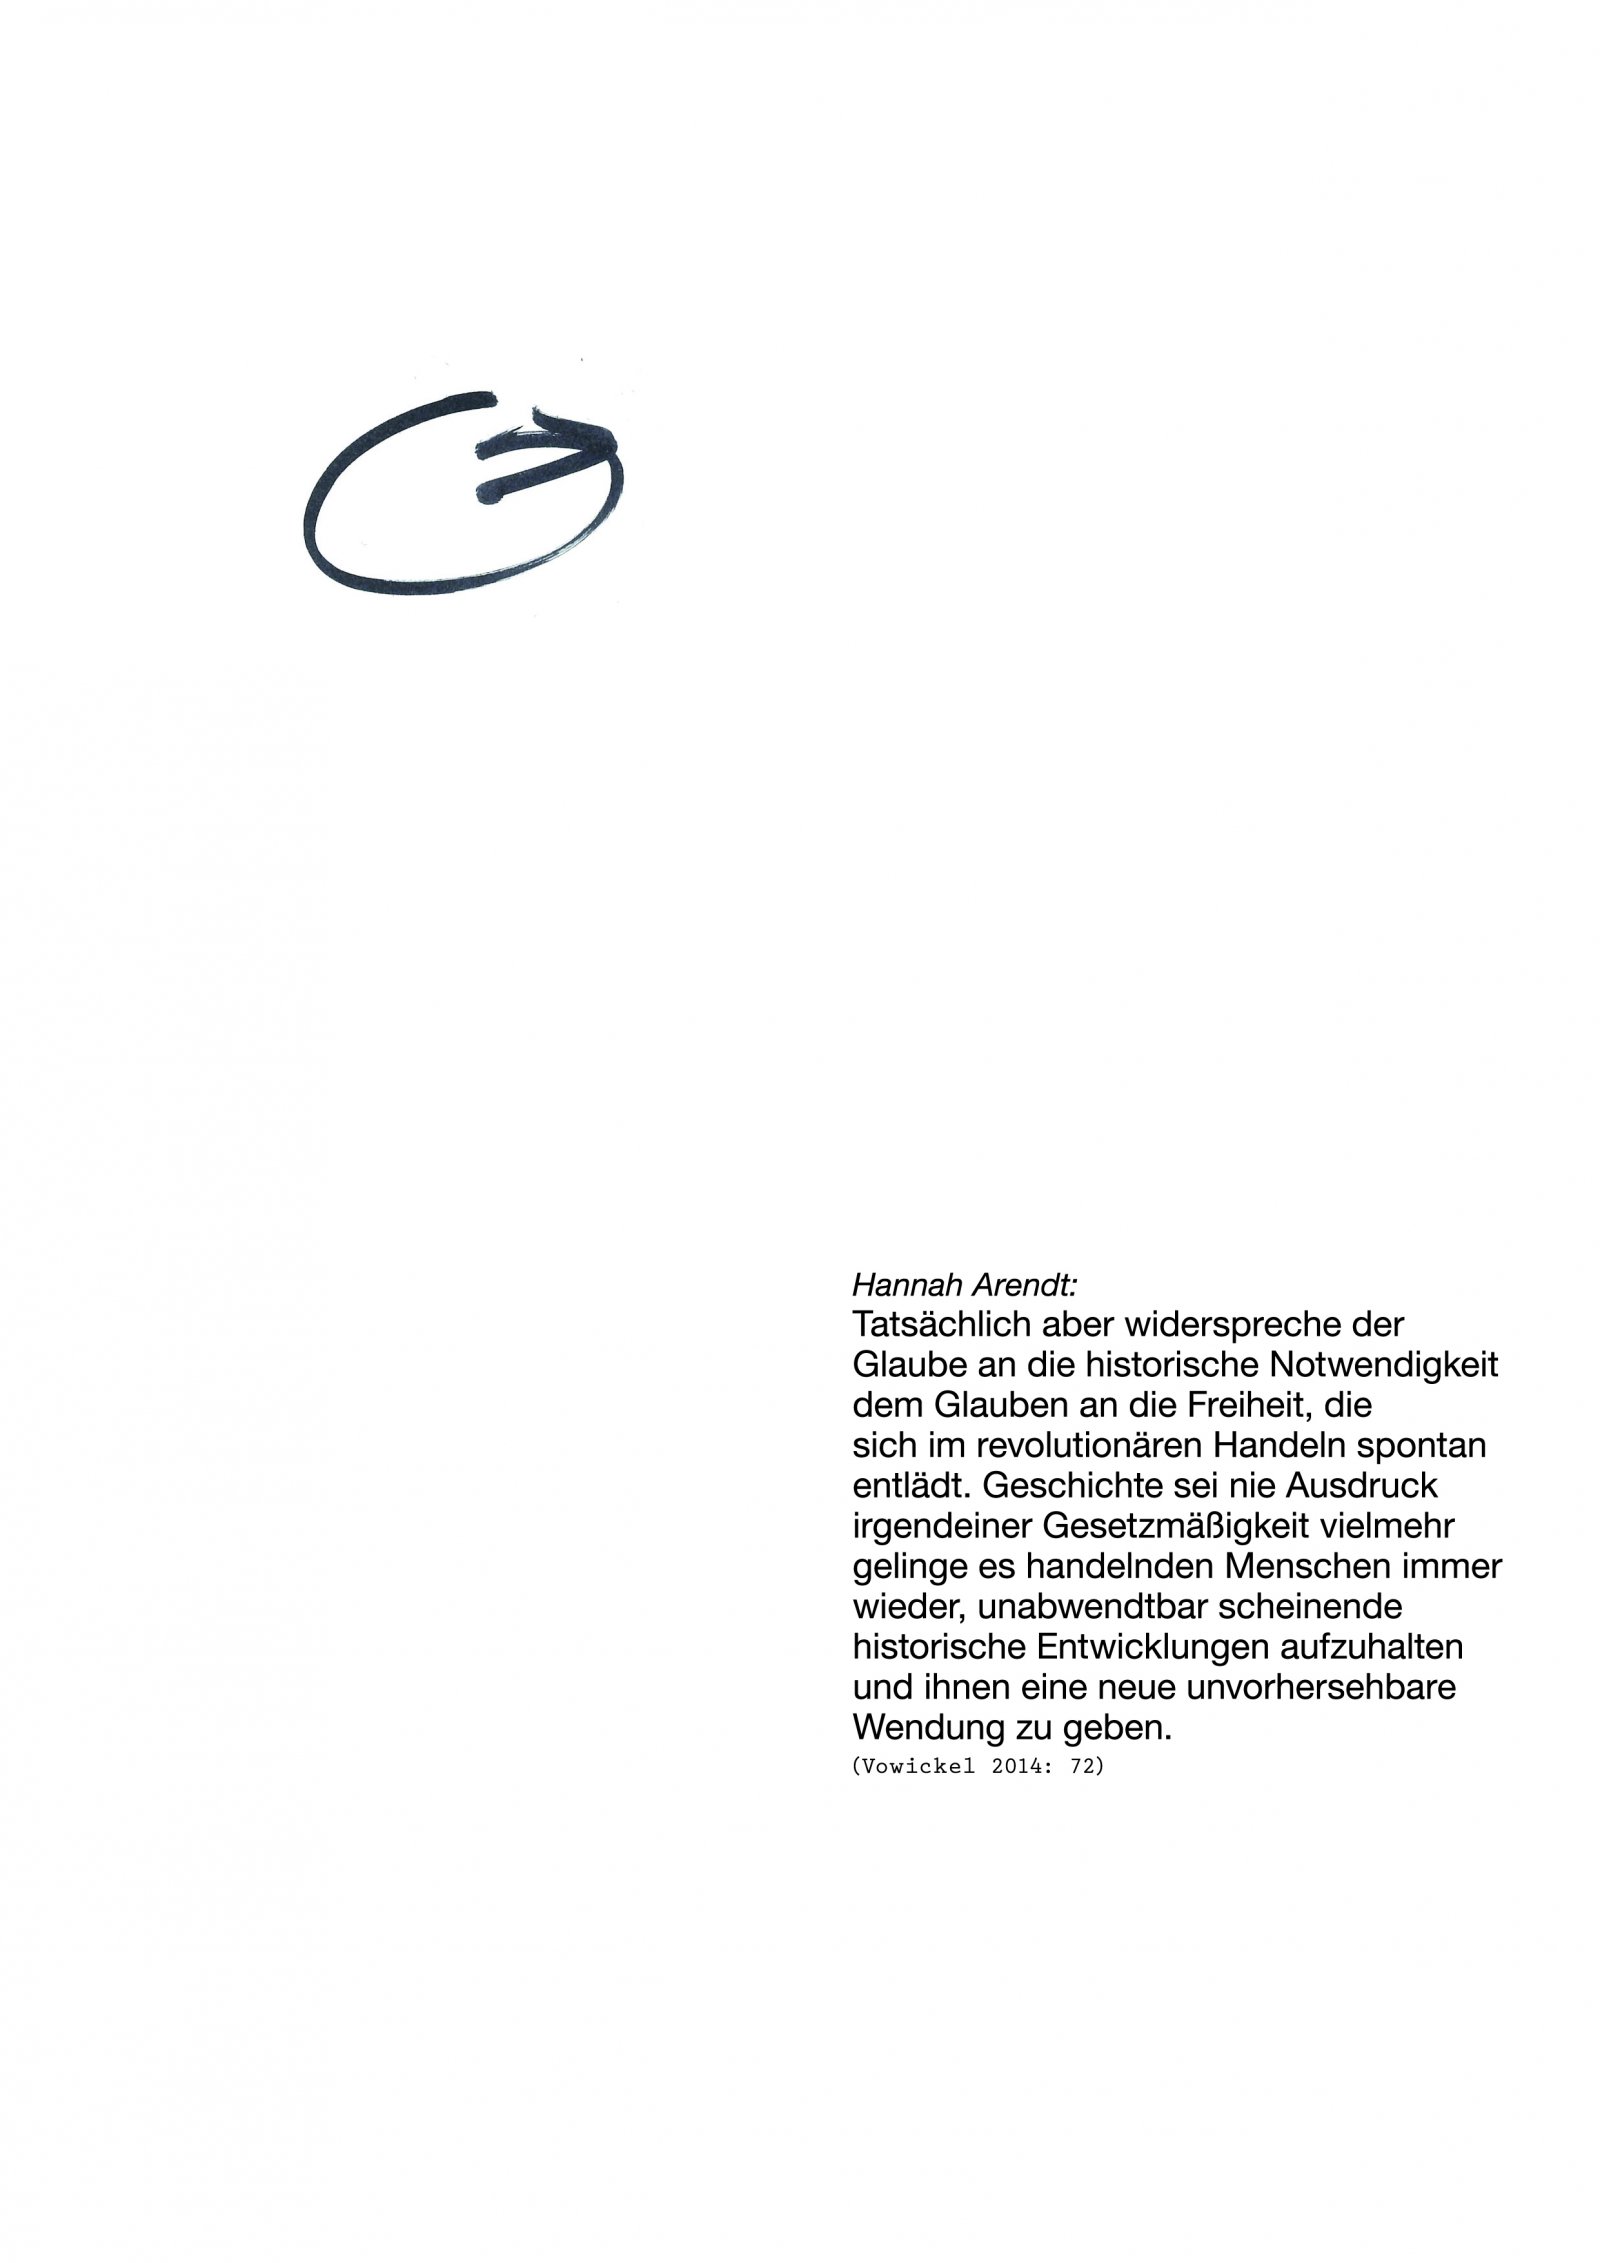 Hannah Arendt:
Tatsächlich aber widerspreche der
Glaube an die historische Notwendigkeit
dem Glauben an die Freiheit, die
sich im revolutionären Handeln spontan
entlädt. Geschichte sei nie Ausdruck
irgendeiner Gesetzmäßigkeit vielmehr
gelinge es handelnden Menschen immer
wieder, unabwendtbar scheinende
historische Entwicklungen aufzuhalten
und ihnen eine neue unvorhersehbare
Wendung zu geben.
(Vowickel 2014: 72)